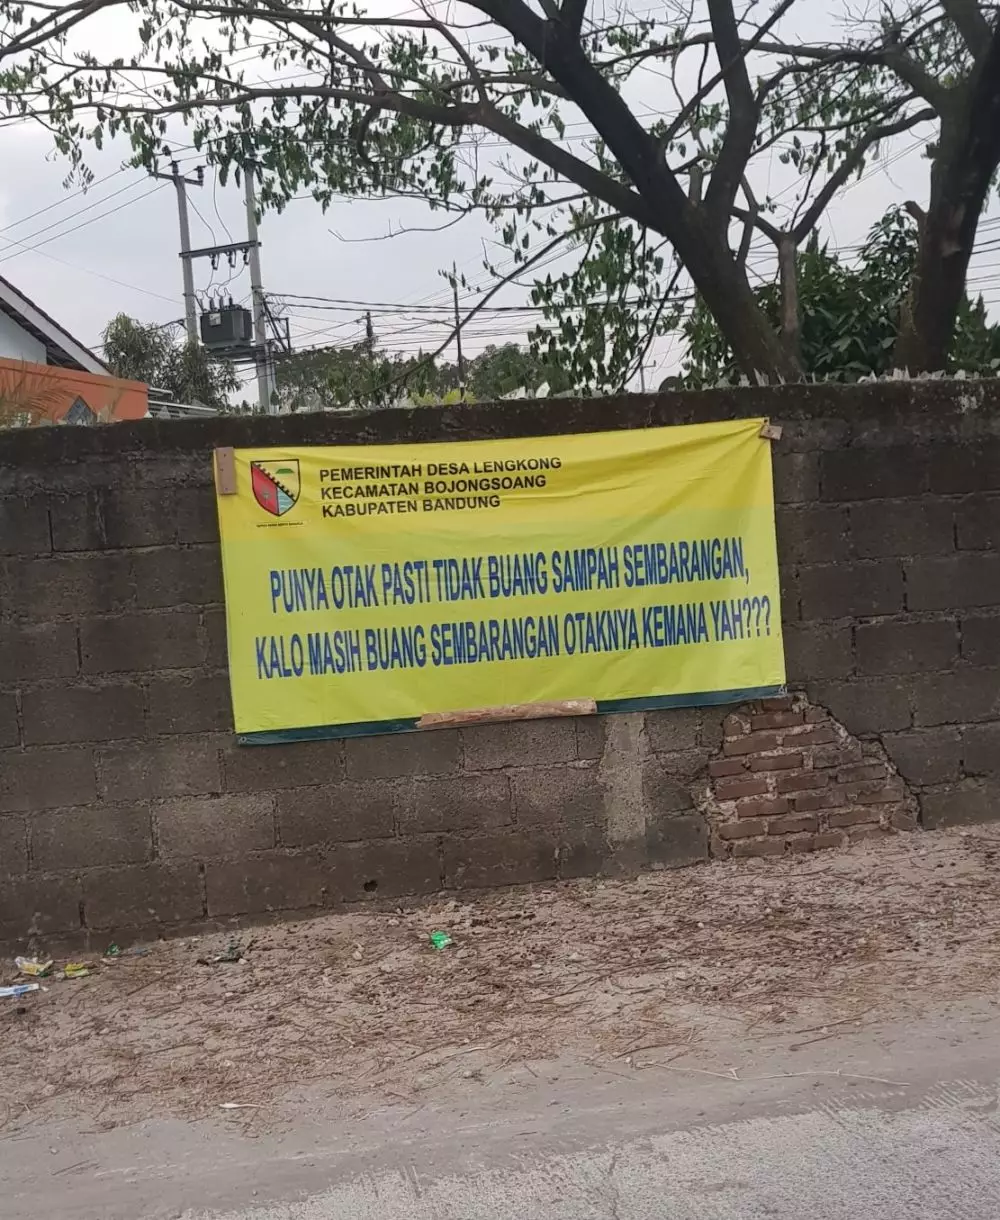 PEMERINTAH DESA LENGKONG
KECAMATAN BOJONGSOANG
KABUPATEN BANDUNG
PUNYA OTAK PASTI TIDAK BUANG SAMPAH SEMBARANGAN,
KALO MASIH BUANG SEMBARANGAN OTAKNYA KEMANA YAH???